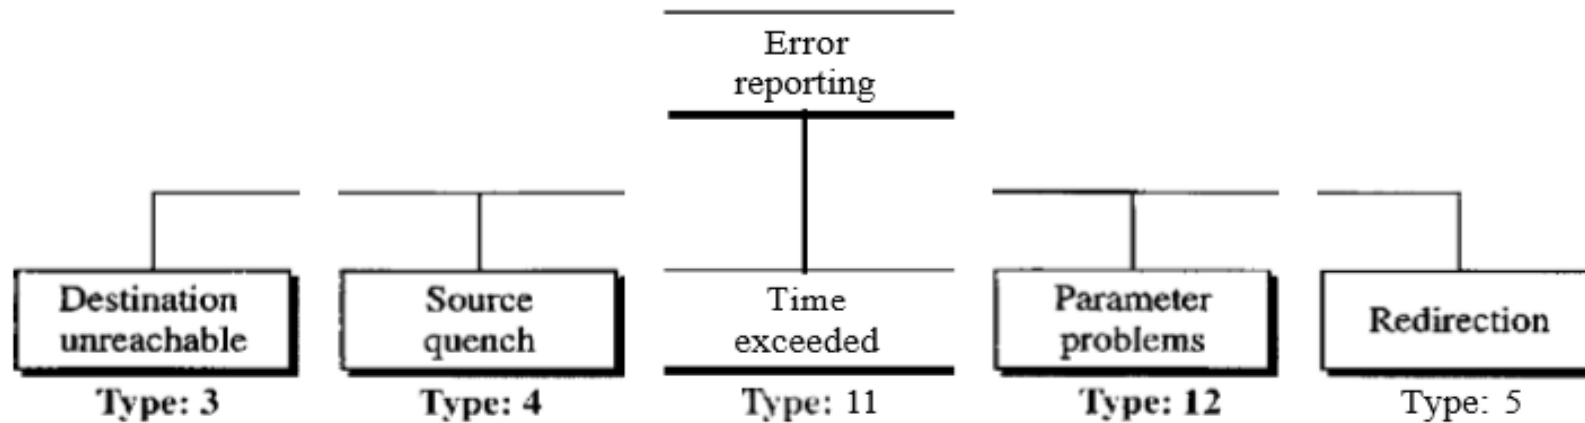 Error
reporting
Destination
unreachable
Source
quench
Time
exceeded
Parameter
problems
Redirection
Type: 3
Type: 4
Type: 11
Type: 12
Type: 5